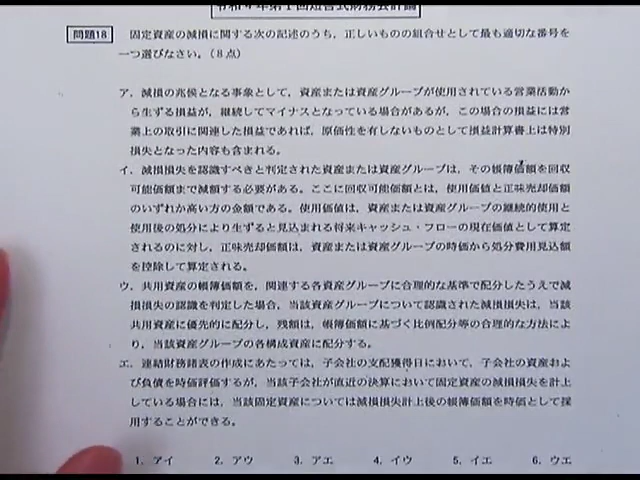 令和4年第1回短答式財務会計論
問題18 固定資産の減損に関する次の記述のうち，正しいものの組合せとして最も適切な番号を
一つ選びなさい。（8点）
ア．減損の兆候となる事象として，資産または資産グループが使用されている営業活動か
ら生ずる損益が，継続してマイナスとなっている場合があるが，この場合の損益には営
業上の取引に関連した損益であれば，原価性を有しないものとして損益計算書上は特別
損失となった内容も含まれる。
イ．減損損失を認識すべきと判定された資産または資産グループは，その帳簿価額を回収
可能価額まで減額する必要がある。ここに回収可能価額とは，使用価値と正味売却価額
のいずれか高い方の金額である。使用価値は，資産または資産グループの継続的使用と
使用後の処分により生ずると見込まれる将来キャッシュ・フローの現在価値として算定
されるのに対し，正味売却価額は，資産または資産グループの時価から処分費用見込額
を控除して算定される。
ウ．共用資産の帳簿価額を，関連する各資産グループに合理的な基準で配分したうえで減
損損失の認識を判定した場合，当該資産グループについて認識された減損損失は，当該
共用資産に優先的に配分し，残額は，帳簿価額に基づく比例配分等の合理的な方法によ
り，当該資産グループの各構成資産に配分する。
エ．連結財務諸表の作成にあたっては，子会社の支配獲得日において，子会社の資産およ
び負債を時価評価するが，当該子会社が直近の決算において固定資産の減損損失を計上
している場合には，当該固定資産については減損損失計上後の帳簿価額を時価として採
用することができる。
1．アイ 2．アウ 3．アエ 4．イウ 5．イエ 6．ウエ